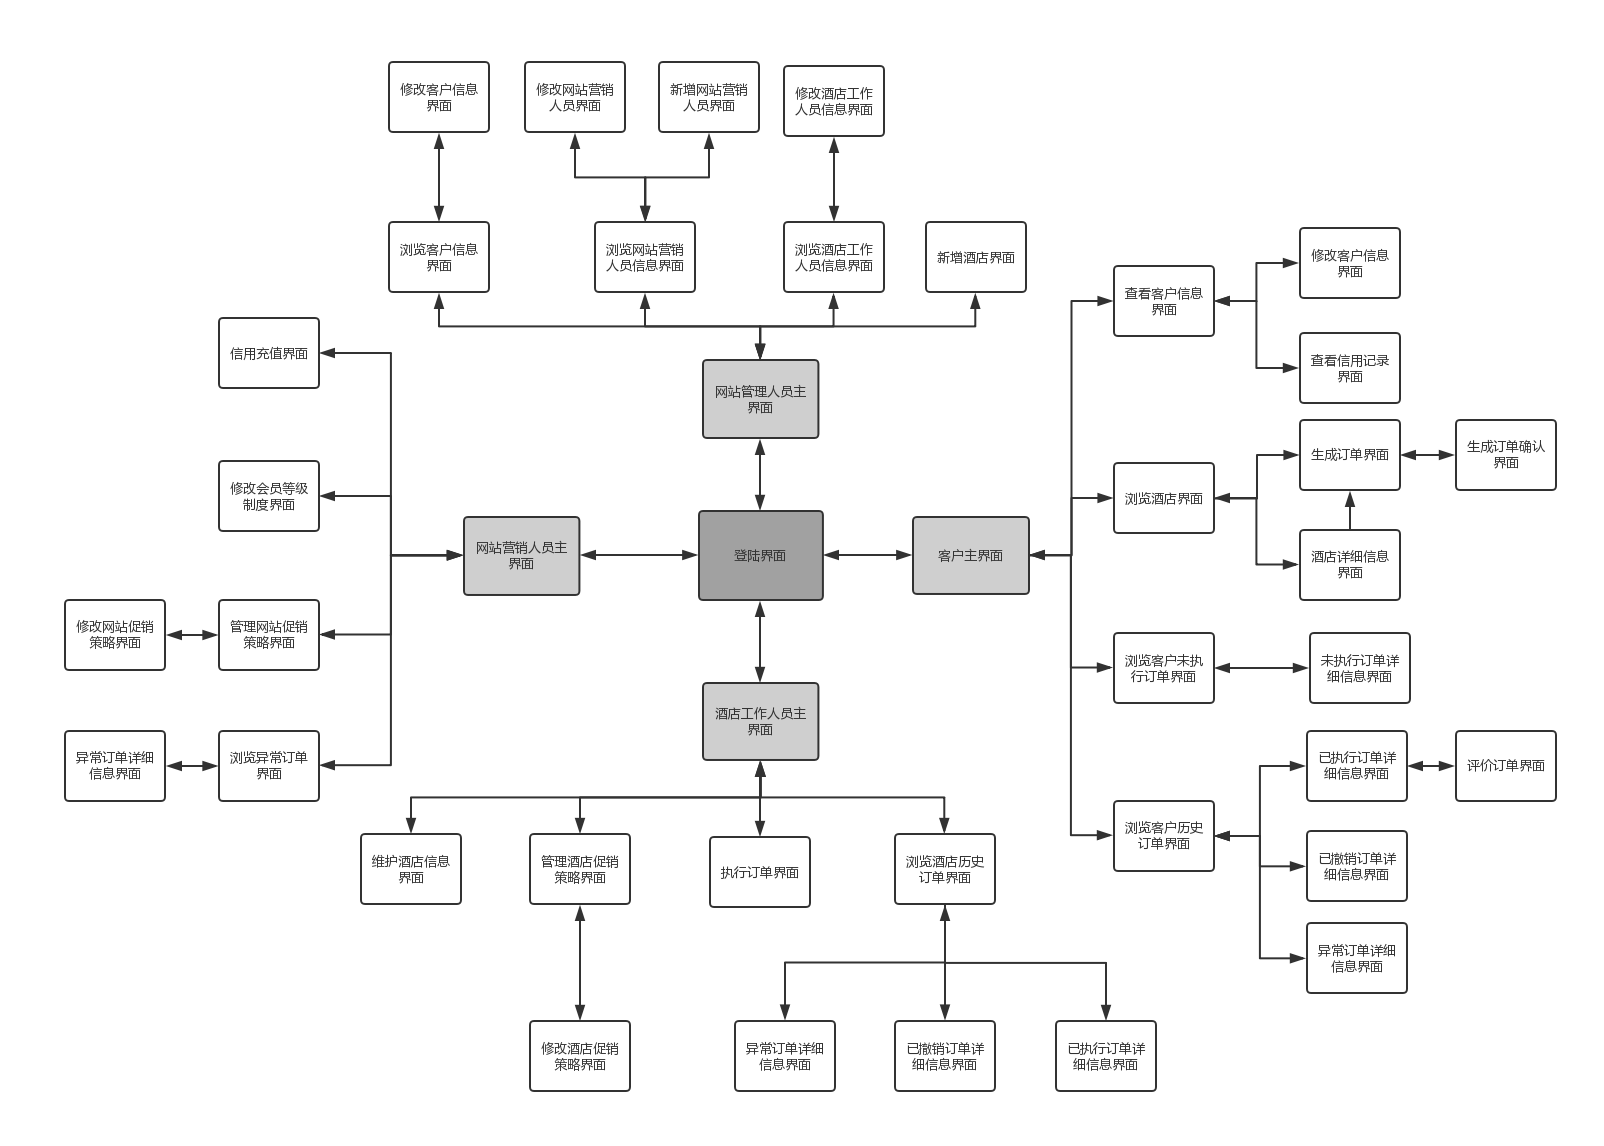 修改客户信息
界面
修改网站营销
人员界面
新增网站营销
人员界面
修改酒店工作
人员信息界面
浏览客户信息
界面
浏览网站营销
人员信息界面
浏览酒店工作
人员信息界面
新增酒店界面
修改客户信息
界面
查看客户信息
界面
信用充值界面
查看信用记录
界面
网站管理人员主
界面
生成订单界面
生成订单确认
界面
修改会员等级
制度界面
浏览酒店界面
网站营销人员主
界面
登陆界面
客户主界面
酒店详细信息
界面
修改网站促销
策略界面
管理网站促销
策略界面
浏览客户未执
行订单界面
未执行订单详
细信息界面
酒店工作人员主
界面
异常订单详细
信息界面
浏览异常订单
界面
已执行订单详
细信息界面
评价订单界面
浏览客户历史
订单界面
维护酒店信息
界面
管理酒店促销
策略界面
执行订单界面
浏览酒店历史
订单界面
已撤销订单详
细信息界面
异常订单详细
信息界面
修改酒店促销
策略界面
异常订单详细
信息界面
已撤销订单详
细信息界面
已执行订单详
细信息界面